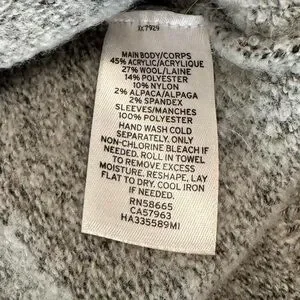 IC7924
MAIN BODY/CORPS
45% ACRYLIC/ACRYLIQUE
27% WOOL/LAINE
14% POLYESTER
10% NYLON
2% ALPACA/ALPAGA
2% SPANDEX
SLEEVES/MANCHES
100% POLYESTER
HAND WASH COLD
SEPARATELY. ONLY
NON-CHLORINE BLEACH IF
NEEDED. ROLL IN TOWEL
TO REMOVE EXCESS
MOISTURE. RESHAPE, LAY
FLAT TO DRY. COOL IRON
IF NEEDED.
RN58665
CA57963
HA335589MI